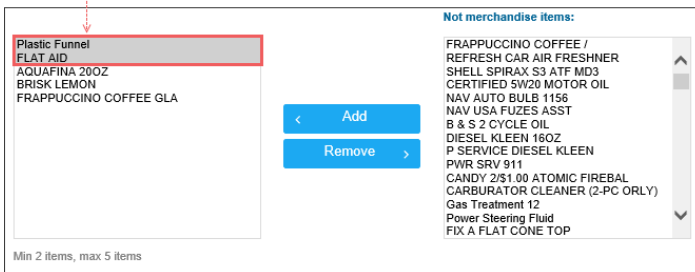 Not merchandise items:
Plastic Funnel
FLAT AID
AQUAFINA 20OZ
BRISK LEMON
FRAPPUCCINO COFFEE GLA
< Add
Remove >
FRAPPUCCINO COFFEE /
REFRESH CAR AIR FRESHNER
SHELL SPIRAX S3 ATF MD3
CERTIFIED 5W20 MOTOR OIL
NAV AUTO BULB 1156
NAV USA FUZES ASST
B & S 2 CYCLE OIL
DIESEL KLEEN 16OZ
P SERVICE DIESEL KLEEN
PWR SRV 911
CANDY 2/$1.00 ATOMIC FIREBAL
CARBURATOR CLEANER (2-PC ORLY)
Gas Treatment 12
Power Steering Fluid
FIX A FLAT CONE TOP
Min 2 items, max 5 items